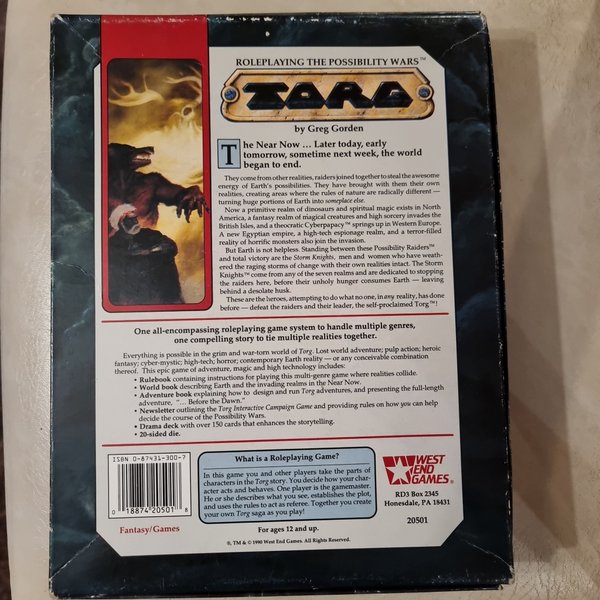 ROLEPLAYING THE POSSIBILITY WARS™
TORG
by Greg Gorden
The Near Now ... Later today, early
tomorrow, sometime next week, the world
began to end.
They come from other realities, raiders joined together to steal the awesome
energy of Earth's possibilities. They have brought with them their own
realities, creating areas where the rules of nature are radically different —
turning huge portions of Earth into someplace else.
Now a primitive realm of dinosaurs and spiritual magic exists in North
America, a fantasy realm of magical creatures and high sorcery invades the
British Isles, and a theocratic Cyberpapacy™ springs up in Western Europe.
A new Egyptian empire, a high-tech espionage realm, and a terror-filled
reality of horrific monsters also join the invasion.
But Earth is not helpless. Standing between these Possibility Raiders™
and total victory are the Storm Knights, men and women who have weath-
ered the raging storms of change with their own realities intact. The Storm
Knights™ come from any of the seven realms and are dedicated to stopping
the raiders here, before their unholy hunger consumes Earth — leaving
behind a desolate husk.
These are the heroes, attempting to do what no one, in any reality, has done
before — defeat the raiders and their leader, the self-proclaimed Torg™!
One all-encompassing roleplaying game system to handle multiple genres,
one compelling story to tie multiple realities together.
Everything is possible in the grim and war-torn world of Torg. Lost world adventure; pulp action; heroic
fantasy; cyber-mystic; high-tech; horror; contemporary Earth reality — or any conceivable combination
thereof. This epic game of adventure, magic and high technology includes:
• Rulebook containing instructions for playing this multi-genre game where realities collide.
• World book describing Earth and the invading realms in the Near Now.
• Adventure book explaining how to design and run Torg adventures, and presenting the full-length
adventure, "... Before the Dawn."
• Newsletter outlining the Torg Interactive Campaign Game and providing rules on how you can help
decide the course of the Possibility Wars.
• Drama deck with over 150 cards that enhances the storytelling.
• 20-sided die.
ISBN 0-87431-300-7
0 18874 20501 8
Fantasy/Games
What is a Roleplaying Game?
In this game you and other players take the parts of
characters in the Torg story. You decide how your char-
acter acts and behaves. One player is the gamemaster.
He or she describes what you see, establishes the plot,
and uses the rules to act as referee. Together you create
your own Torg saga as you play!
For ages 12 and up.
®, TM & © 1990 West End Games. All Rights Reserved.
WEST
END
GAMES®
RD3 Box 2345
Honesdale, PA 18431
20501